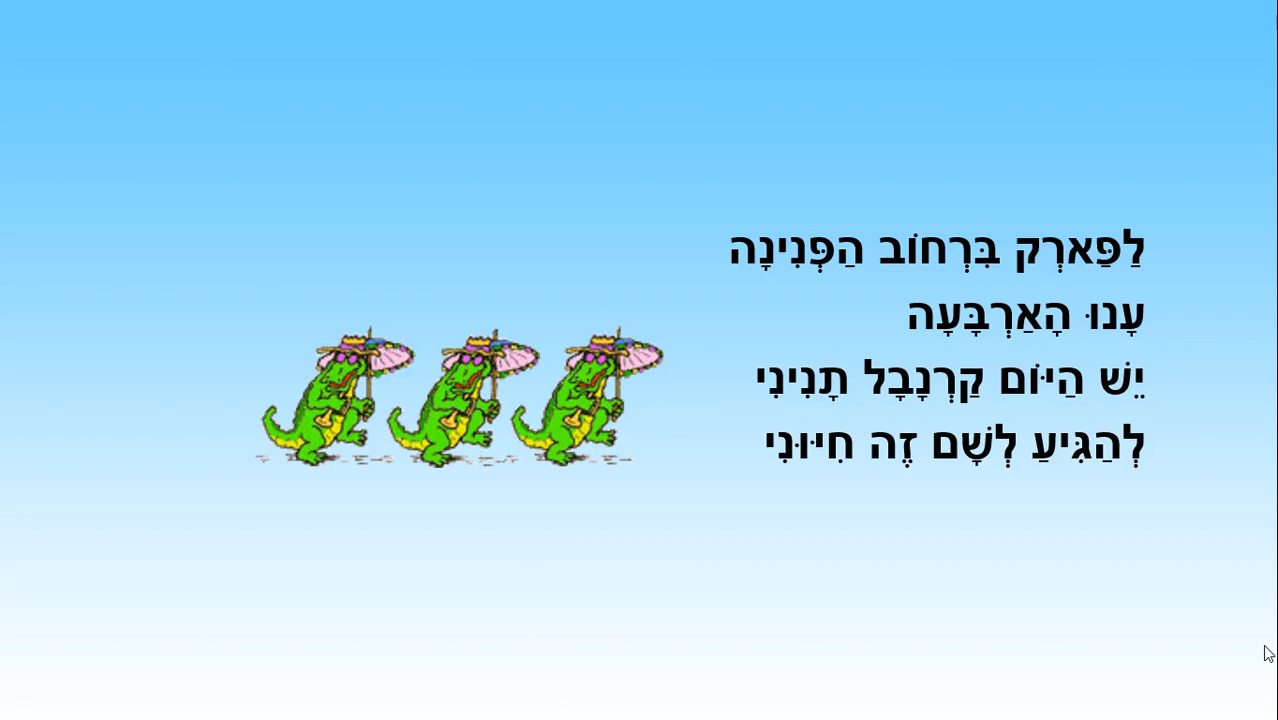 לַפַּארְק בִּרְחוֹב הַפְּנִינָה
עָנוּ הָאַרְבָּעָה
יֵשׁ הַיּוֹם קַרְנָבָל תָנִינִי
לְהַגִּיעַ לְשָׁם זֶה חִיּוּנִי